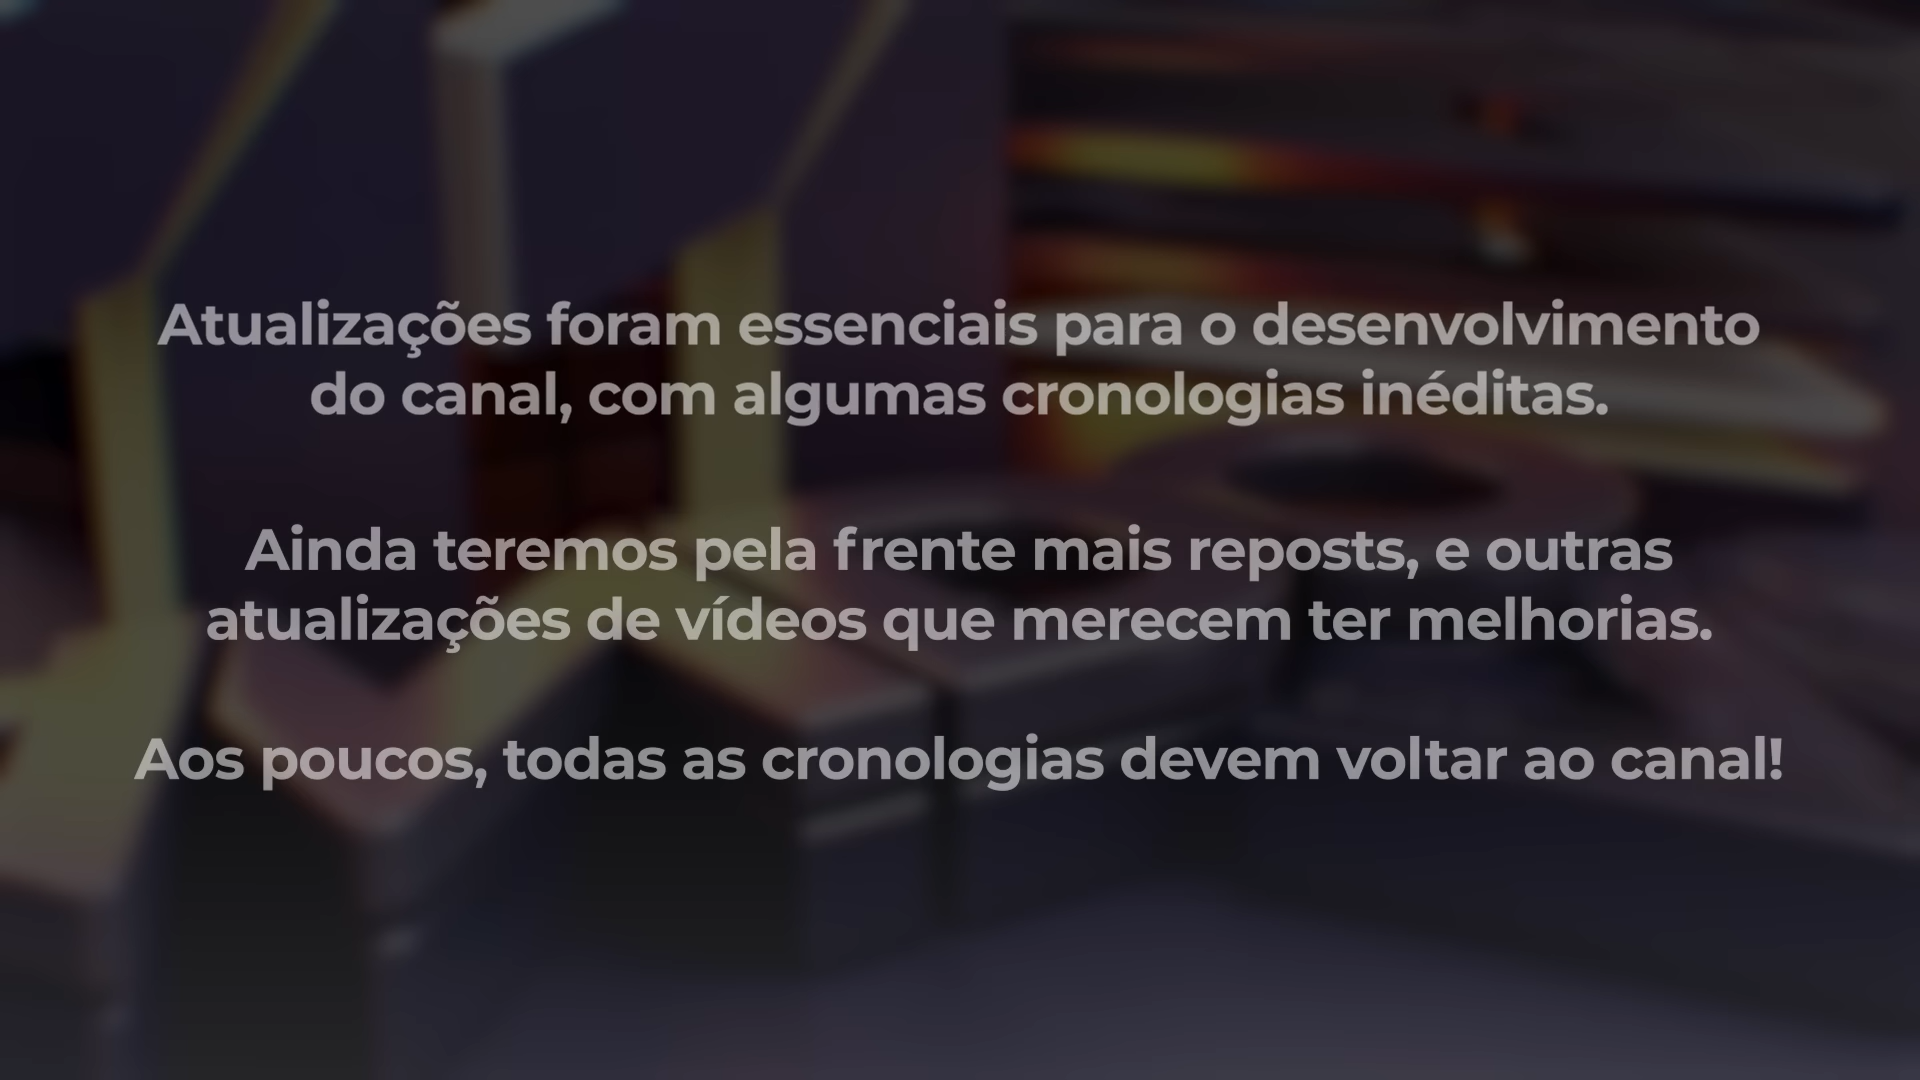 Atualizações foram essenciais para o desenvolvimento
do canal, com algumas cronologias inéditas.
Ainda teremos pela frente mais reposts, e outras
atualizações de vídeos que merecem ter melhorias.
Aos poucos, todas as cronologias devem voltar ao canal!